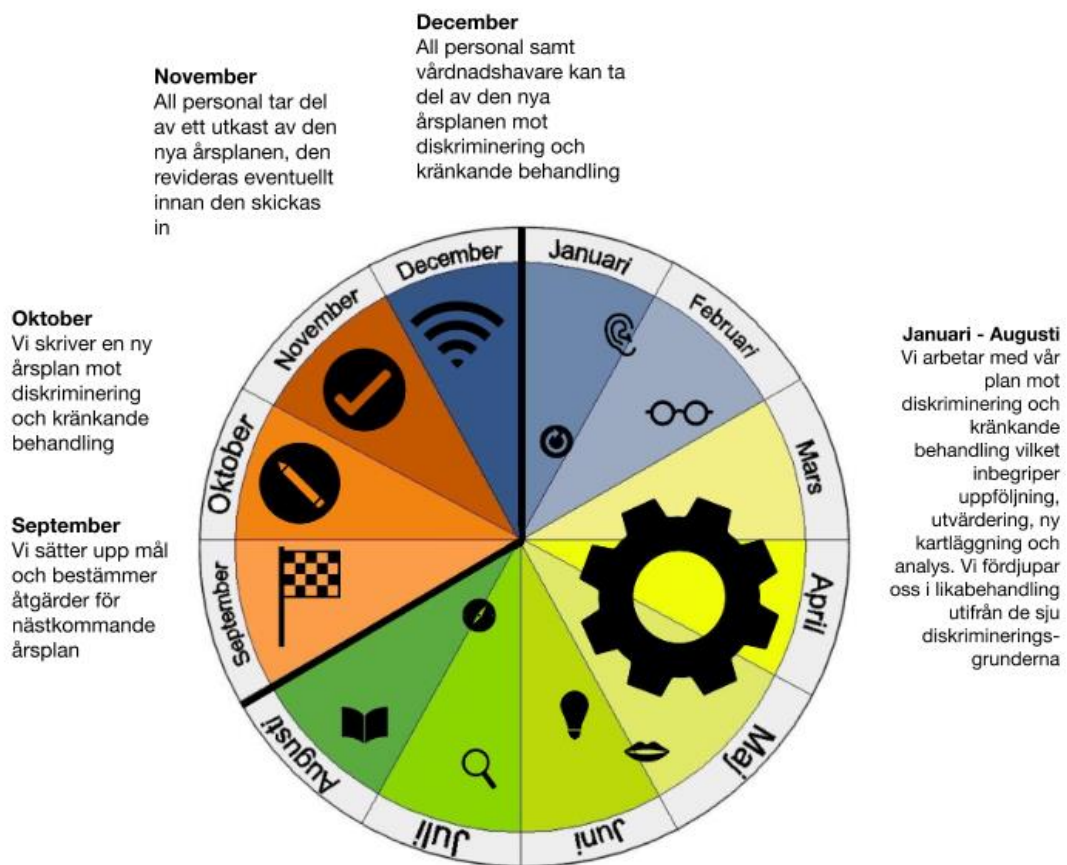 December
All personal samt
vårdnadshavare kan ta
del av den nya
årsplanen mot
diskriminering och
kränkande behandling
November
All personal tar del
av ett utkast av den
nya årsplanen, den
revideras eventuellt
innan den skickas
in
Oktober
Vi skriver en ny
årsplan mot
diskriminering
och kränkande
behandling
September
Vi sätter upp mål
och bestämmer
åtgärder för
nästkommande
årsplan
Januari - Augusti
Vi arbetar med vår
plan mot
diskriminering och
kränkande
behandling vilket
inbegriper
uppföljning,
utvärdering, ny
kartläggning och
analys. Vi fördjupar
oss i likabehandling
utifrån de sju
diskriminerings-
grunderna
Januari
Februari
Mars
April
Maj
Juni
Juli
Augusti
September
Oktober
November
December